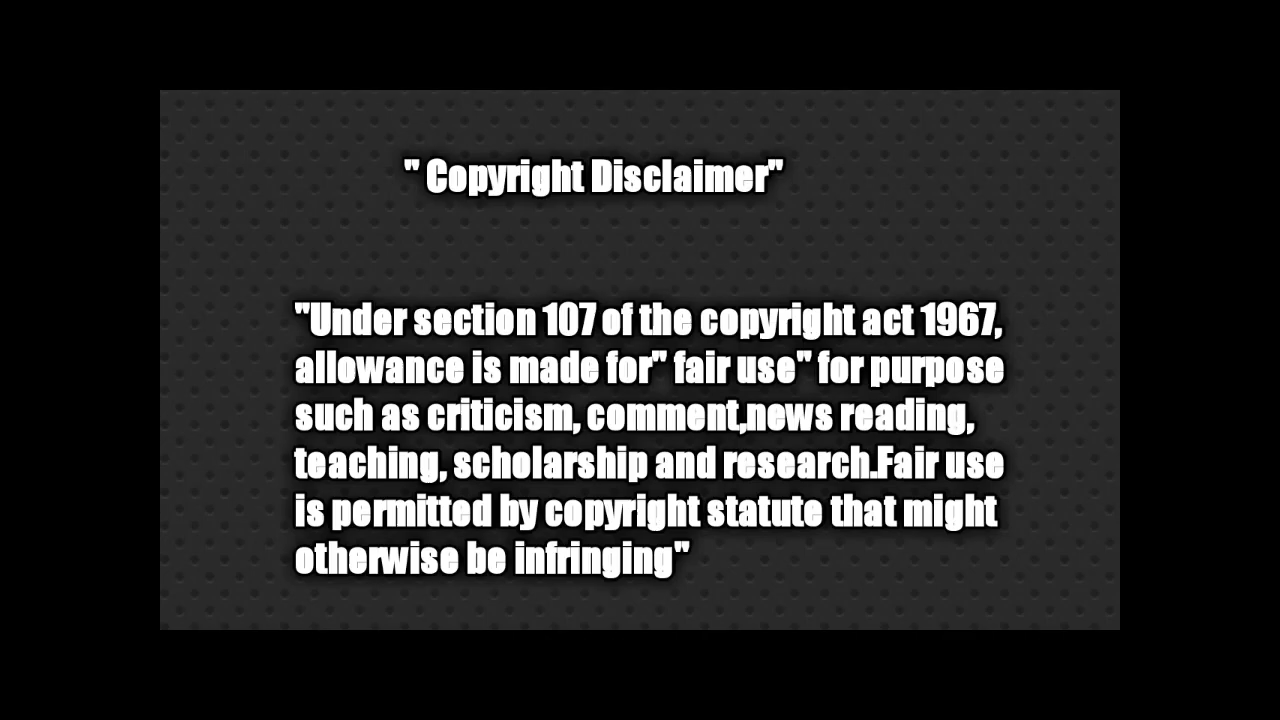 " Copyright Disclaimer"
"Under section 107 of the copyright act 1967,
allowance is made for" fair use" for purpose
such as criticism, comment,news reading,
teaching, scholarship and research.Fair use
is permitted by copyright statute that might
otherwise be infringing"